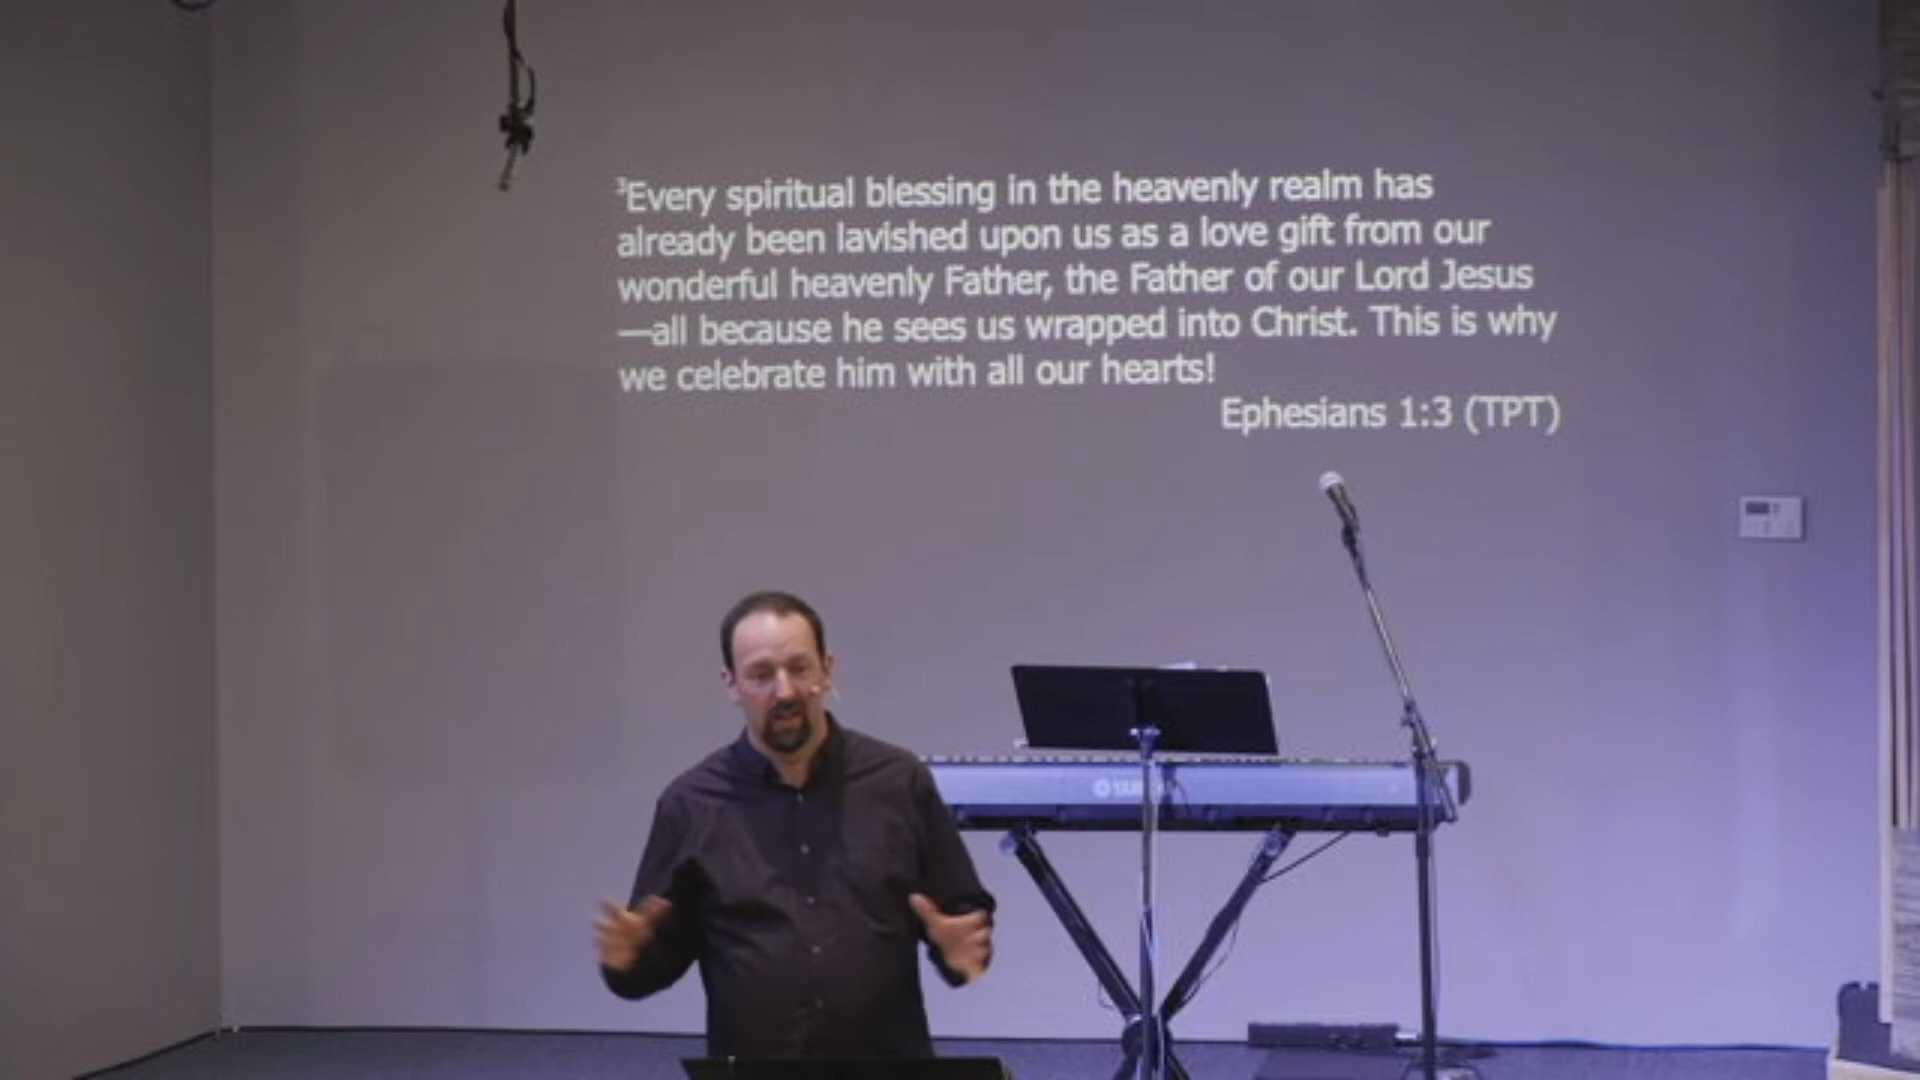 ³Every spiritual blessing in the heavenly realm has
already been lavished upon us as a love gift from our
wonderful heavenly Father, the Father of our Lord Jesus
—all because he sees us wrapped into Christ. This is why
we celebrate him with all our hearts!
Ephesians 1:3 (TPT)